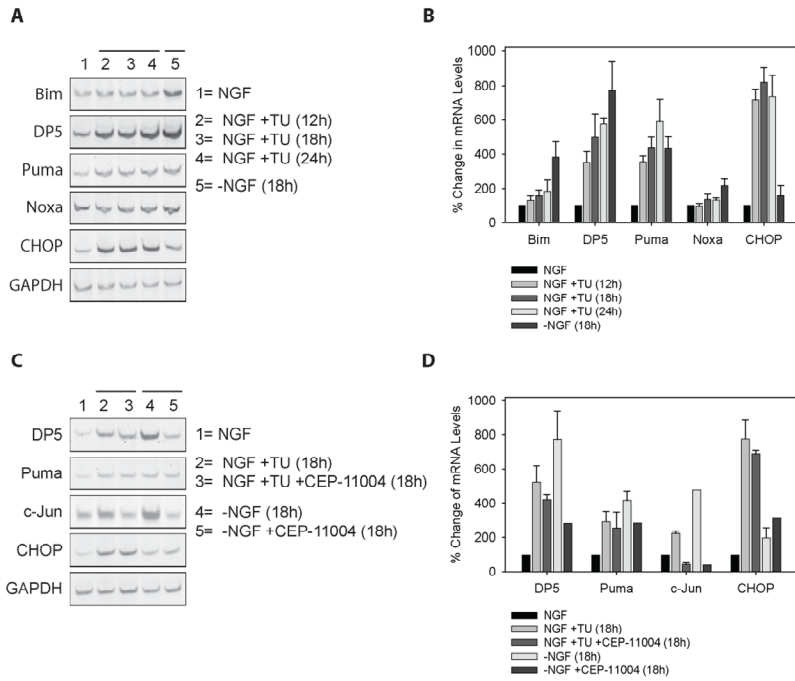 A
1 2 3 4 5
Bim
DP5
Puma
Noxa
CHOP
GAPDH
1= NGF
2= NGF +TU (12h)
3= NGF +TU (18h)
4= NGF +TU (24h)
5= -NGF (18h)
B
% Change in mRNA Levels
1000
800
600
400
200
0
Bim DP5 Puma Noxa CHOP
NGF
NGF +TU (12h)
NGF +TU (18h)
NGF +TU (24h)
-NGF (18h)
C
1 2 3 4 5
DP5
Puma
c-Jun
CHOP
GAPDH
1= NGF
2= NGF +TU (18h)
3= NGF +TU +CEP-11004 (18h)
4= -NGF (18h)
5= -NGF +CEP-11004 (18h)
D
% Change of mRNA Levels
1000
800
600
400
200
0
DP5 Puma c-Jun CHOP
NGF
NGF +TU (18h)
NGF +TU +CEP-11004 (18h)
-NGF (18h)
-NGF +CEP-11004 (18h)